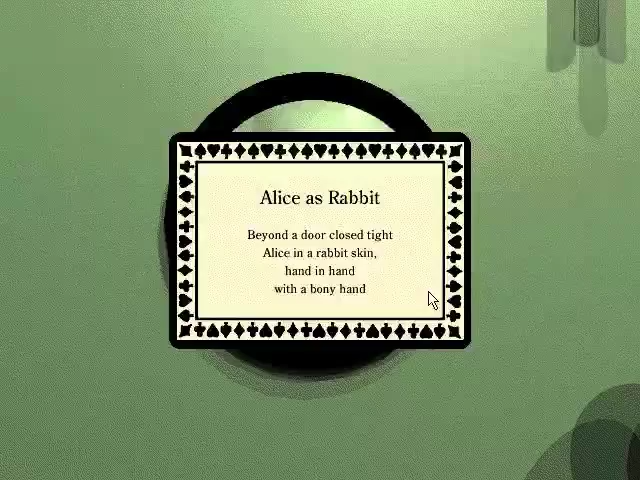 Alice as Rabbit
Beyond a door closed tight
Alice in a rabbit skin,
hand in hand
with a bony hand